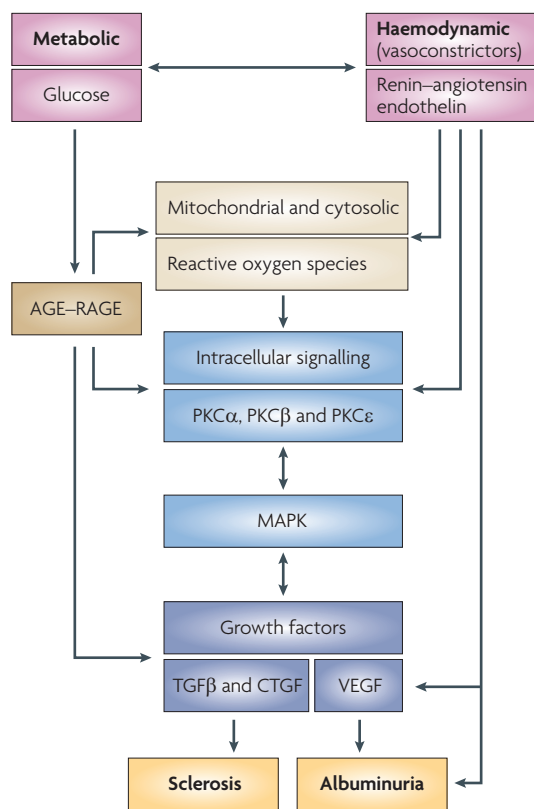 Metabolic
Glucose
Haemodynamic
(vasoconstrictors)
Renin–angiotensin
endothelin
Mitochondrial and cytosolic
Reactive oxygen species
AGE–RAGE
Intracellular signalling
PKCα, PKCβ and PKCε
MAPK
Growth factors
TGFβ and CTGF
VEGF
Sclerosis
Albuminuria